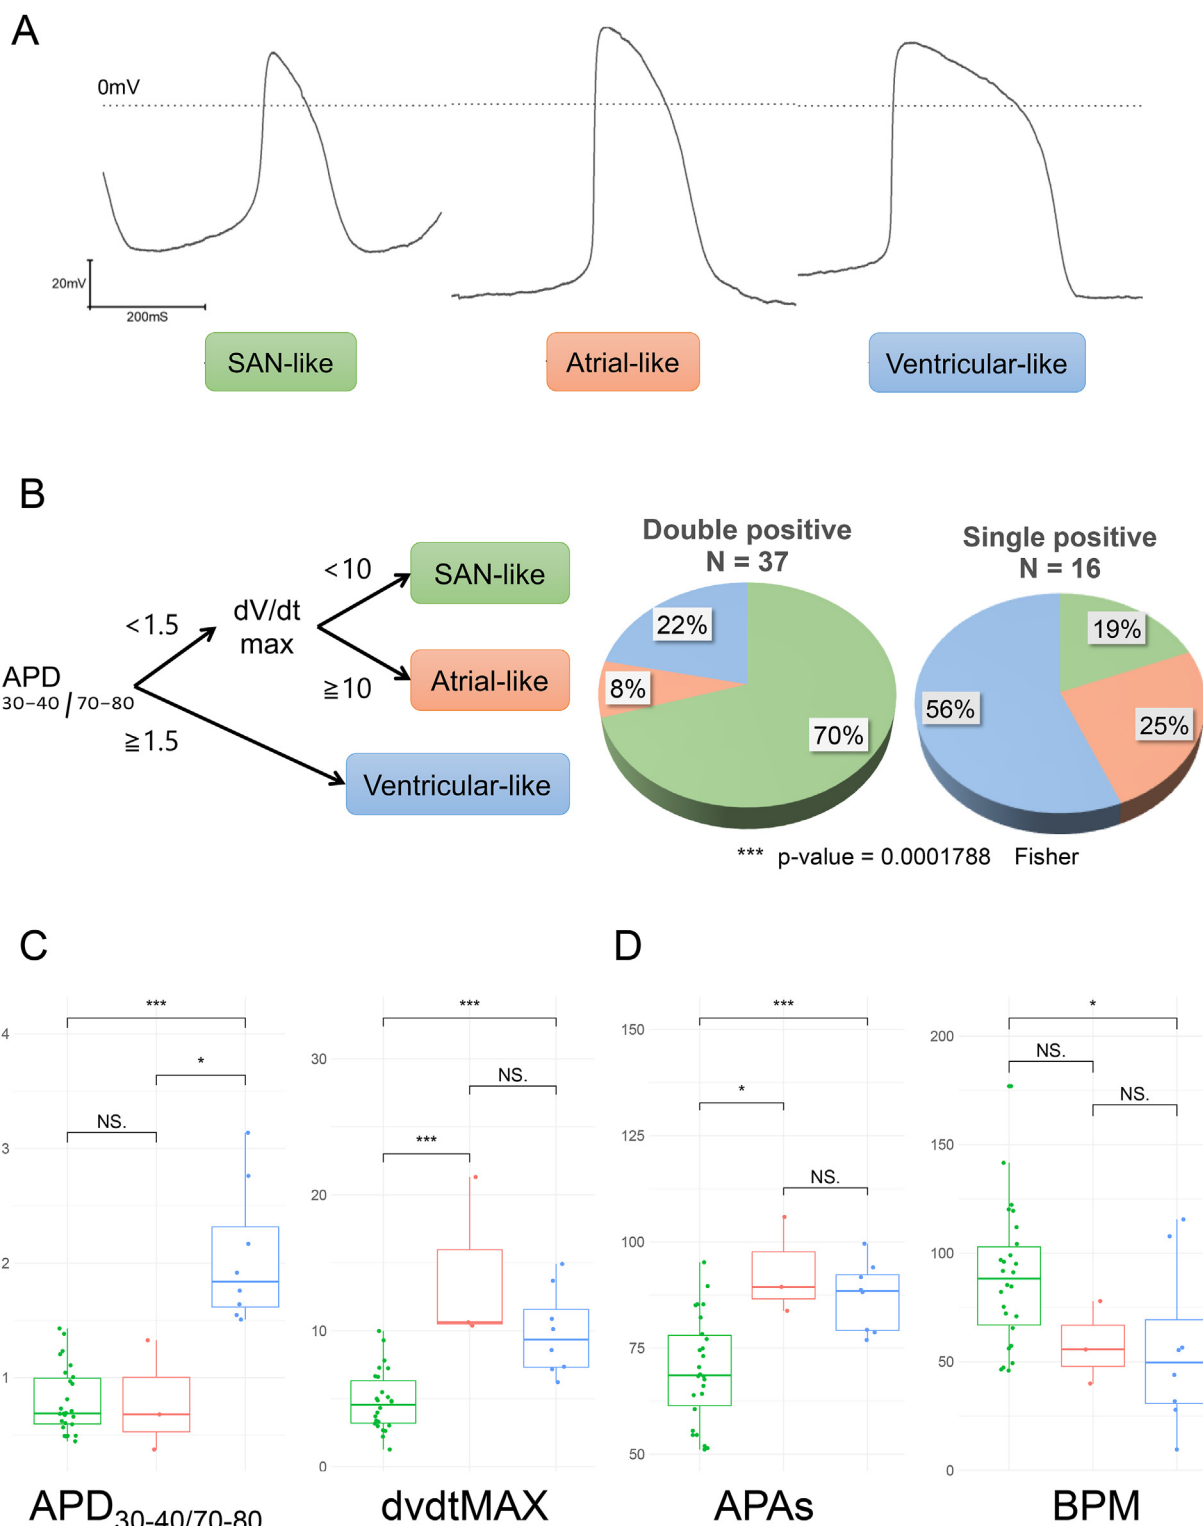 A
0mV
20mV
200mS
SAN-like
Atrial-like
Ventricular-like
B
APD
30-40 / 70-80
<1.5
≧1.5
dV/dt
max
<10
≧10
SAN-like
Atrial-like
Ventricular-like
Double positive
N = 37
22%
8%
70%
Single positive
N = 16
19%
56%
25%
*** p-value = 0.0001788 Fisher
C
***
*
NS.
4
3
2
1
APD30-40/70-80
***
NS.
***
30
20
10
0
dvdtMAX
D
***
*
NS.
150
125
100
75
50
APAs
*
NS.
NS.
200
150
100
50
0
BPM